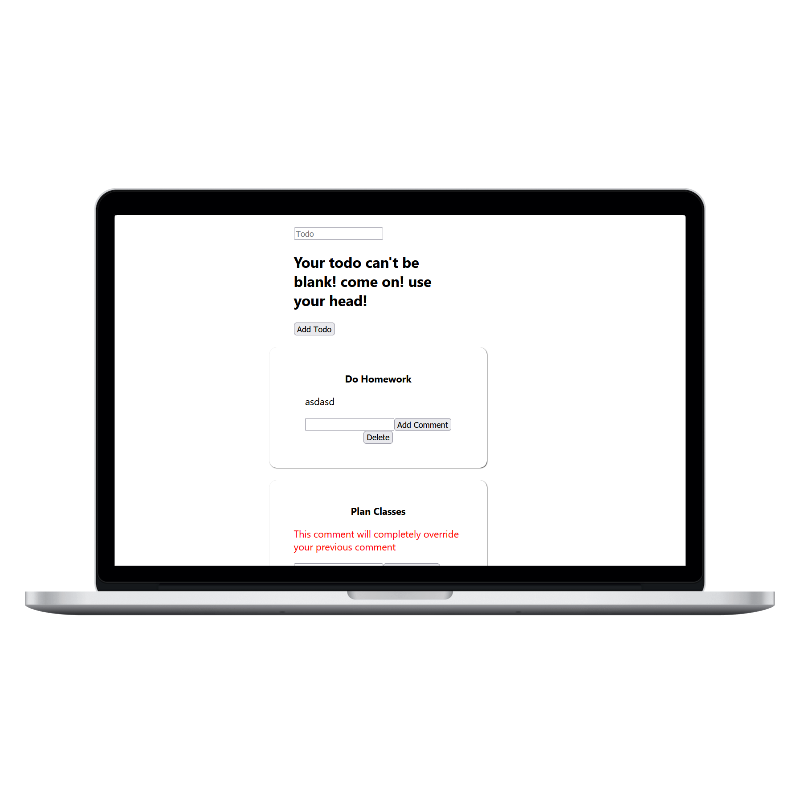 Todo
Your todo can't be
blank! come on! use
your head!
Add Todo
Do Homework
asdasd
Add Comment
Delete
Plan Classes
This comment will completely override
your previous comment